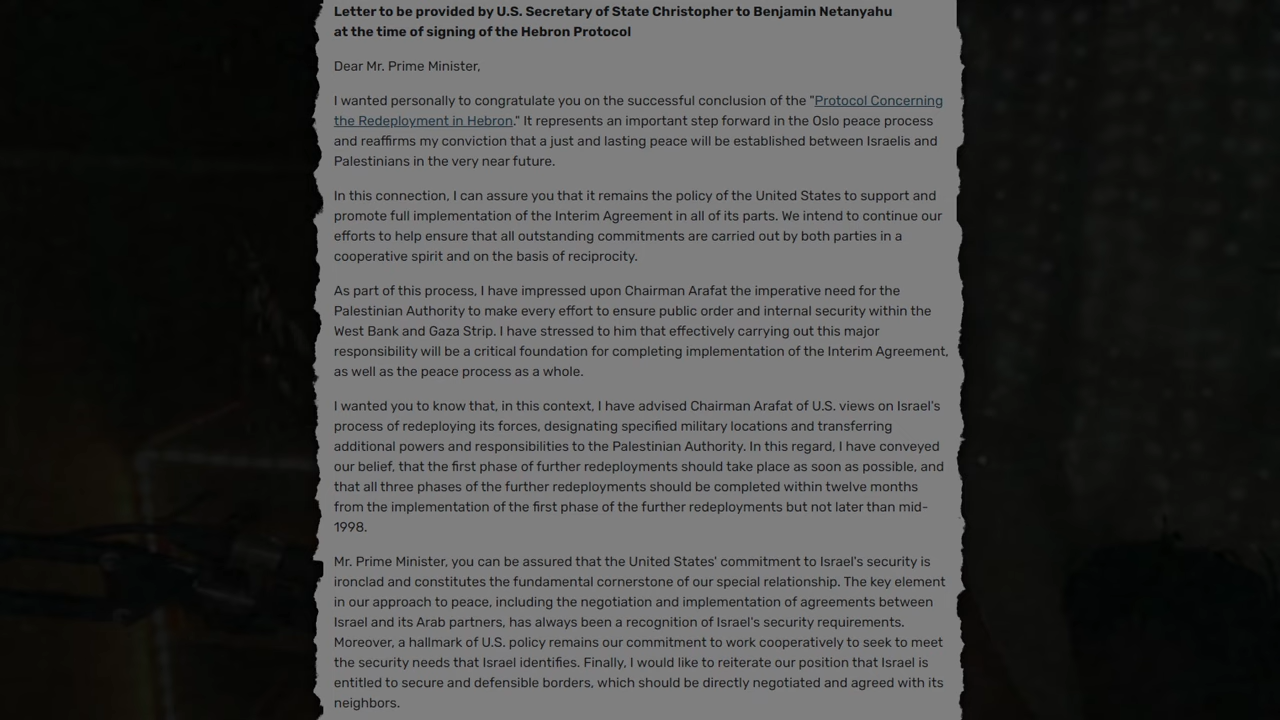 Letter to be provided by U.S. Secretary of State Christopher to Benjamin Netanyahu
at the time of signing of the Hebron Protocol
Dear Mr. Prime Minister,
I wanted personally to congratulate you on the successful conclusion of the "Protocol Concerning
the Redeployment in Hebron." It represents an important step forward in the Oslo peace process
and reaffirms my conviction that a just and lasting peace will be established between Israelis and
Palestinians in the very near future.
In this connection, I can assure you that it remains the policy of the United States to support and
promote full implementation of the Interim Agreement in all of its parts. We intend to continue our
efforts to help ensure that all outstanding commitments are carried out by both parties in a
cooperative spirit and on the basis of reciprocity.
As part of this process, I have impressed upon Chairman Arafat the imperative need for the
Palestinian Authority to make every effort to ensure public order and internal security within the
West Bank and Gaza Strip. I have stressed to him that effectively carrying out this major
responsibility will be a critical foundation for completing implementation of the Interim Agreement,
as well as the peace process as a whole.
I wanted you to know that, in this context, I have advised Chairman Arafat of U.S. views on Israel's
process of redeploying its forces, designating specified military locations and transferring
additional powers and responsibilities to the Palestinian Authority. In this regard, I have conveyed
our belief, that the first phase of further redeployments should take place as soon as possible, and
that all three phases of the further redeployments should be completed within twelve months
from the implementation of the first phase of the further redeployments but not later than mid-
1998.
Mr. Prime Minister, you can be assured that the United States' commitment to Israel's security is
ironclad and constitutes the fundamental cornerstone of our special relationship. The key element
in our approach to peace, including the negotiation and implementation of agreements between
Israel and its Arab partners, has always been a recognition of Israel's security requirements.
Moreover, a hallmark of U.S. policy remains our commitment to work cooperatively to seek to meet
the security needs that Israel identifies. Finally, I would like to reiterate our position that Israel is
entitled to secure and defensible borders, which should be directly negotiated and agreed with its
neighbors.